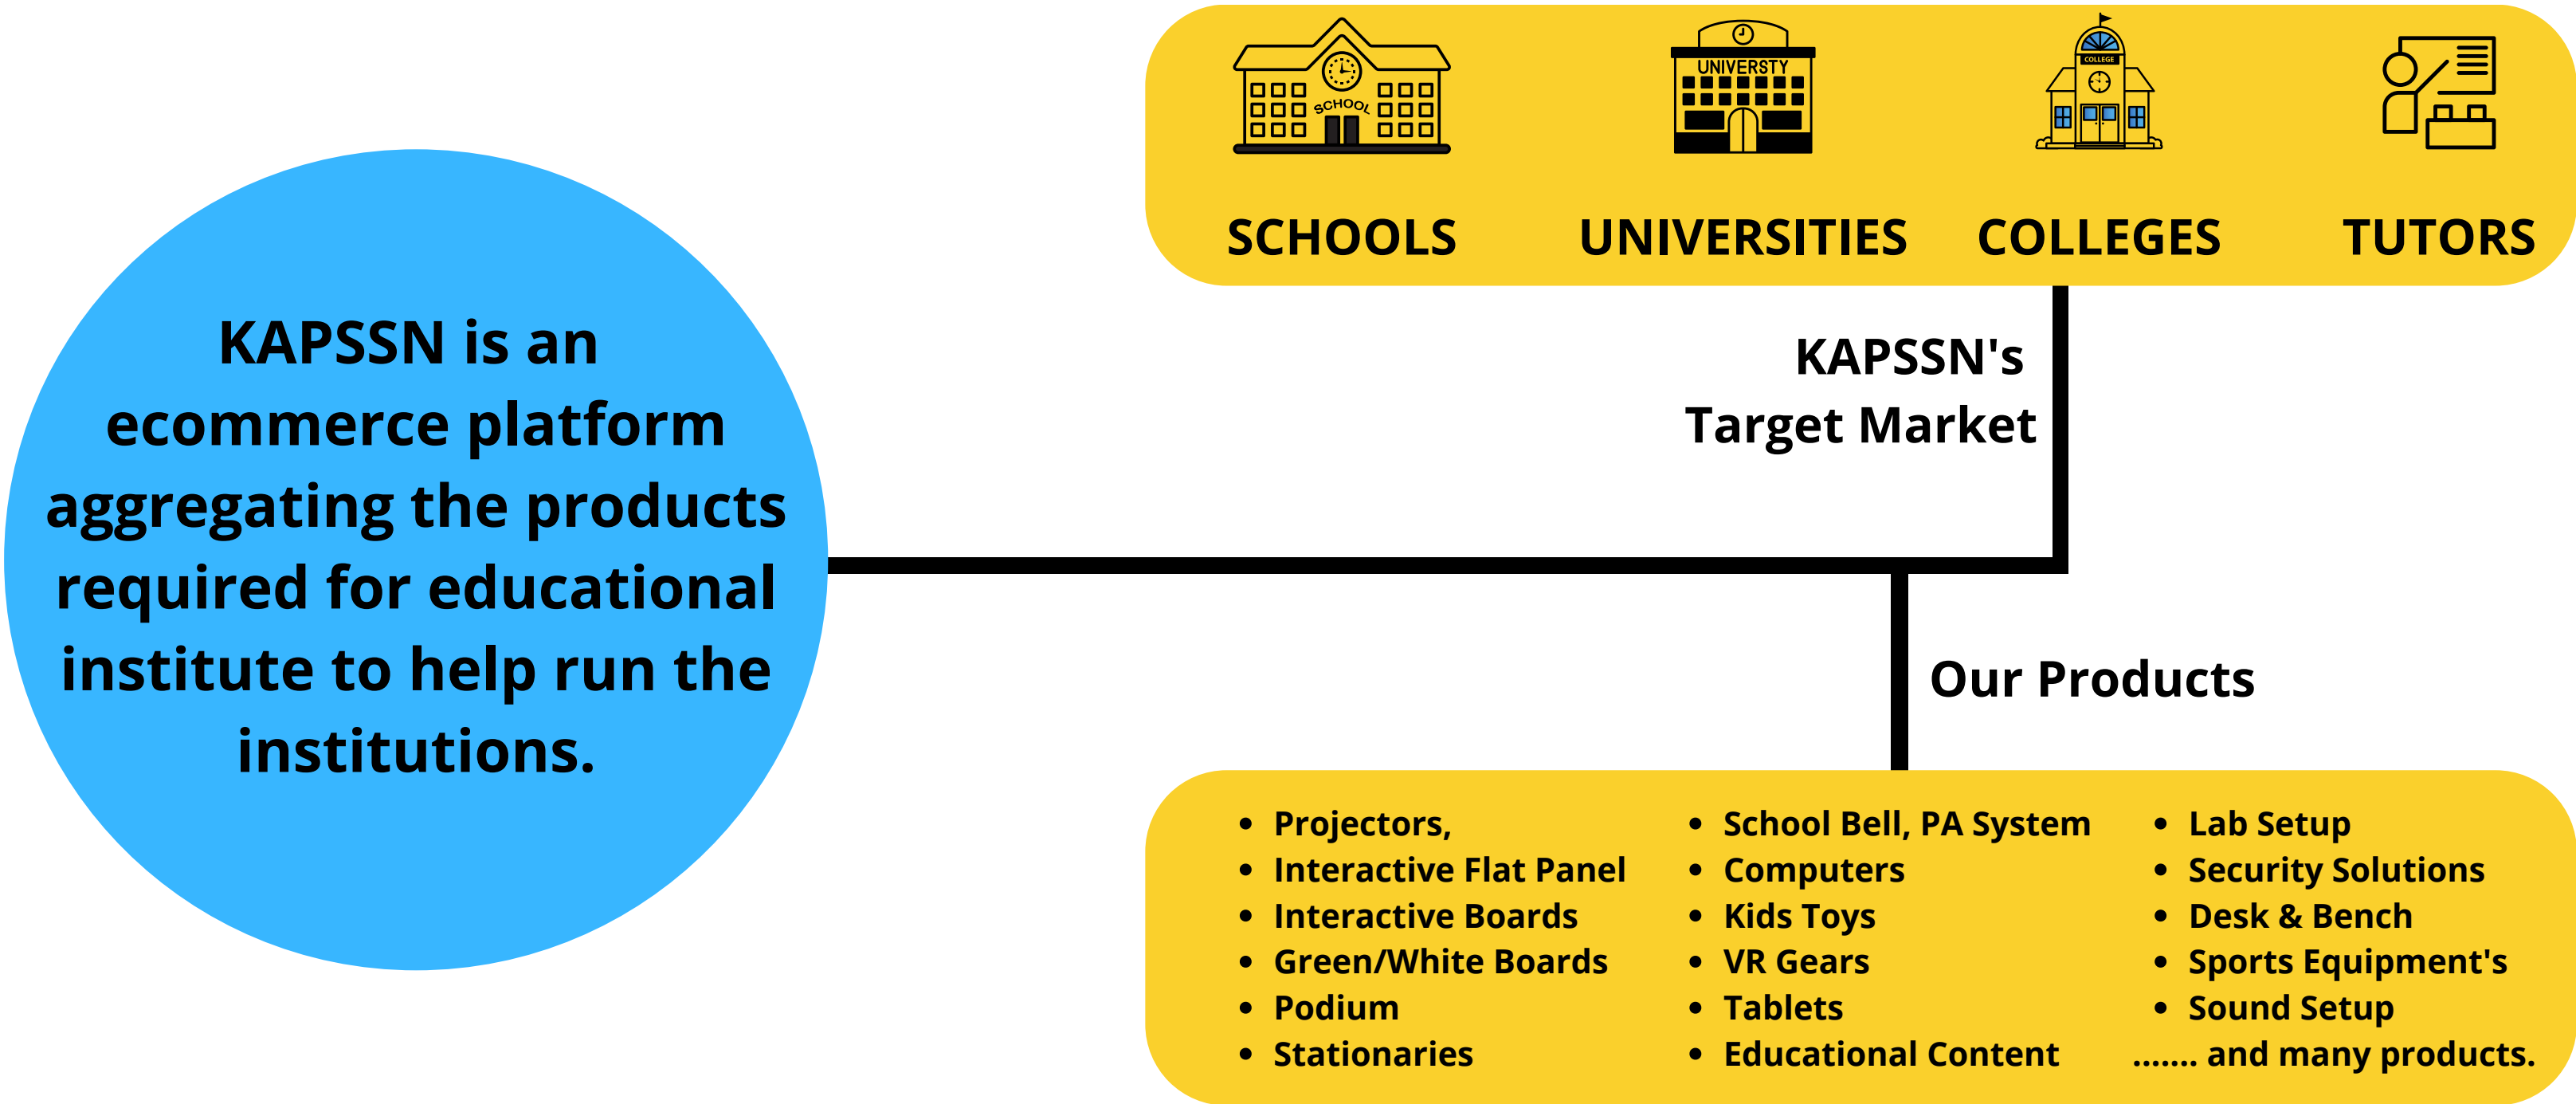 KAPSSN is an
ecommerce platform
aggregating the products
required for educational
institute to help run the
institutions.
SCHOOL
UNIVERSTY
COLLEGE
SCHOOLS
UNIVERSITIES
COLLEGES
TUTORS
KAPSSN's
Target Market
Our Products
• Projectors,
• Interactive Flat Panel
• Interactive Boards
• Green/White Boards
• Podium
• Stationaries
• School Bell, PA System
• Computers
• Kids Toys
• VR Gears
• Tablets
• Educational Content
• Lab Setup
• Security Solutions
• Desk & Bench
• Sports Equipment's
• Sound Setup
....... and many products.